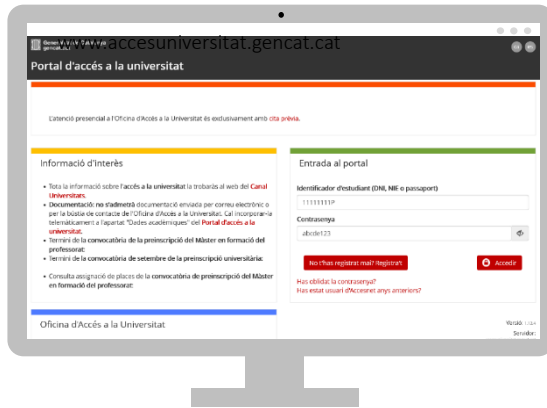 www.accesuniversitat.gencat.cat
Portal d'accés a la universitat
L'atenció presencial a l'Oficina d'Accés a la Universitat és exclusivament amb cita prèvia.
Informació d'interès
• Tota la informació sobre l'accés a la universitat la trobaràs al web del Canal
Universitats.
• Documentació: no s'admetrà documentació enviada per correu electrònic o
per la bústia de contacte de l'Oficina d'Accés a la Universitat. Cal incorporar-la
telemàticament a l'apartat "Dades acadèmiques" del Portal d'accés a la
universitat.
• Termini de la convocatòria de la preinscripció del Màster en formació del
professorat:
• Termini de la convocatòria de setembre de la preinscripció universitària:
• Consulta assignació de places de la convocatòria de preinscripció del Màster
en formació del professorat:
Oficina d'Accés a la Universitat
Entrada al portal
Identificador d'estudiant (DNI, NIE o passaport)
11111111P
Contrasenya
abcde123
No t'has registrat mai? Registra't
Accedir
Has oblidat la contrasenya?
Has estat usuari d'Accesnet anys anteriors?
Versió:
Servidor: